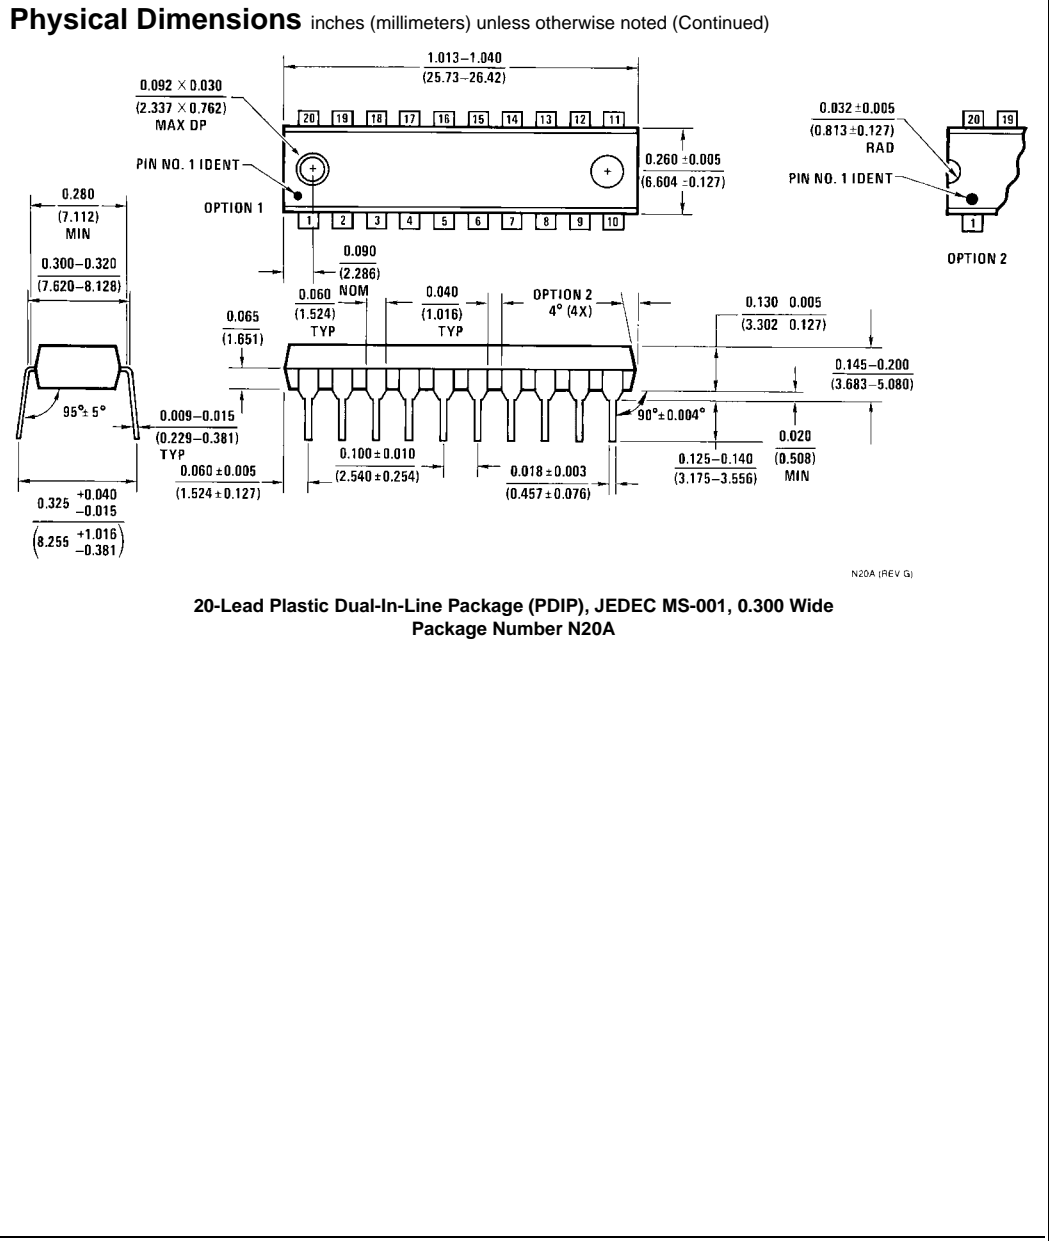 Physical Dimensions inches (millimeters) unless otherwise noted (Continued)
1.013–1.040
(25.73–26.42)
0.092 × 0.030
(2.337 × 0.762)
MAX DP
20 19 18 17 16 15 14 13 12 11
0.032 ±0.005
(0.813±0.127)
RAD
20 19
PIN NO. 1 IDENT
0.260 ±0.005
(6.604 ±0.127)
PIN NO. 1 IDENT
OPTION 1
1 2 3 4 5 6 7 8 9 10
1
OPTION 2
0.280
(7.112)
MIN
0.300–0.320
(7.620–8.128)
0.090
(2.286)
NOM
0.060
(1.524)
TYP
0.040
(1.016)
TYP
OPTION 2
4° (4X)
0.130 0.005
(3.302 0.127)
0.065
(1.651)
0.145–0.200
(3.683–5.080)
95°± 5°
0.009–0.015
(0.229–0.381)
TYP
90°±0.004°
0.020
(0.508)
MIN
0.100 ±0.010
(2.540 ±0.254)
0.125–0.140
(3.175–3.556)
0.060 ±0.005
(1.524 ±0.127)
0.018 ±0.003
(0.457 ±0.076)
0.325 +0.040
–0.015
(8.255 +1.016
–0.381)
N20A (REV G)
20-Lead Plastic Dual-In-Line Package (PDIP), JEDEC MS-001, 0.300 Wide
Package Number N20A